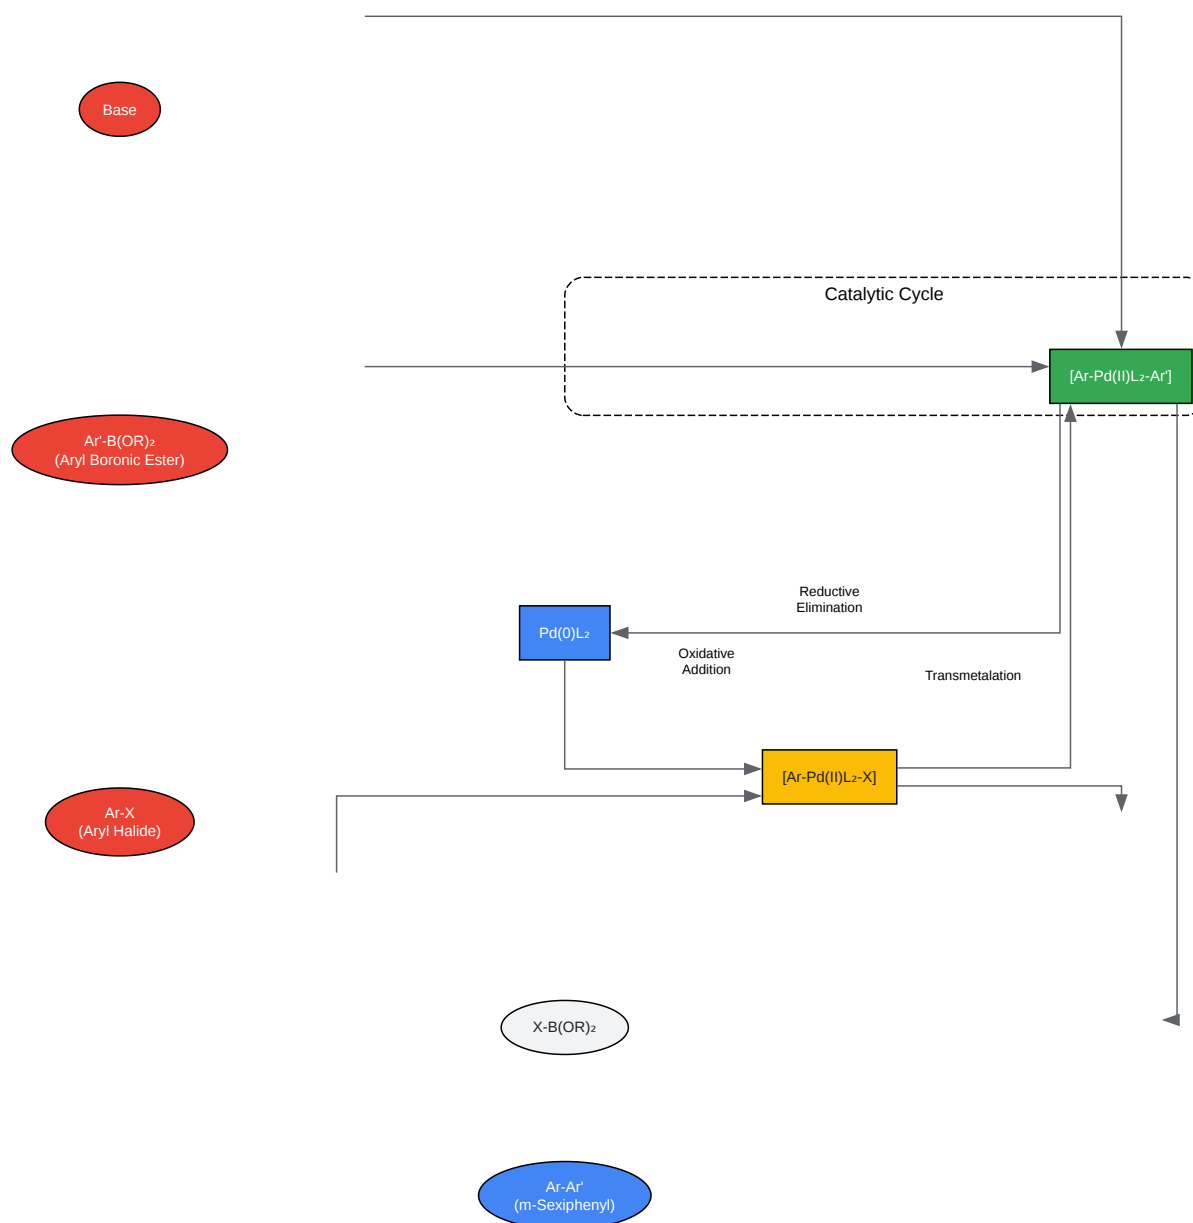 Base
Catalytic Cycle
[Ar-Pd(II)L₂-Ar']
Ar'-B(OR)₂
(Aryl Boronic Ester)
Reductive
Elimination
Pd(0)L₂
Oxidative
Addition
Transmetalation
[Ar-Pd(II)L₂-X]
Ar-X
(Aryl Halide)
X-B(OR)₂
Ar-Ar'
(m-Sexiphenyl)